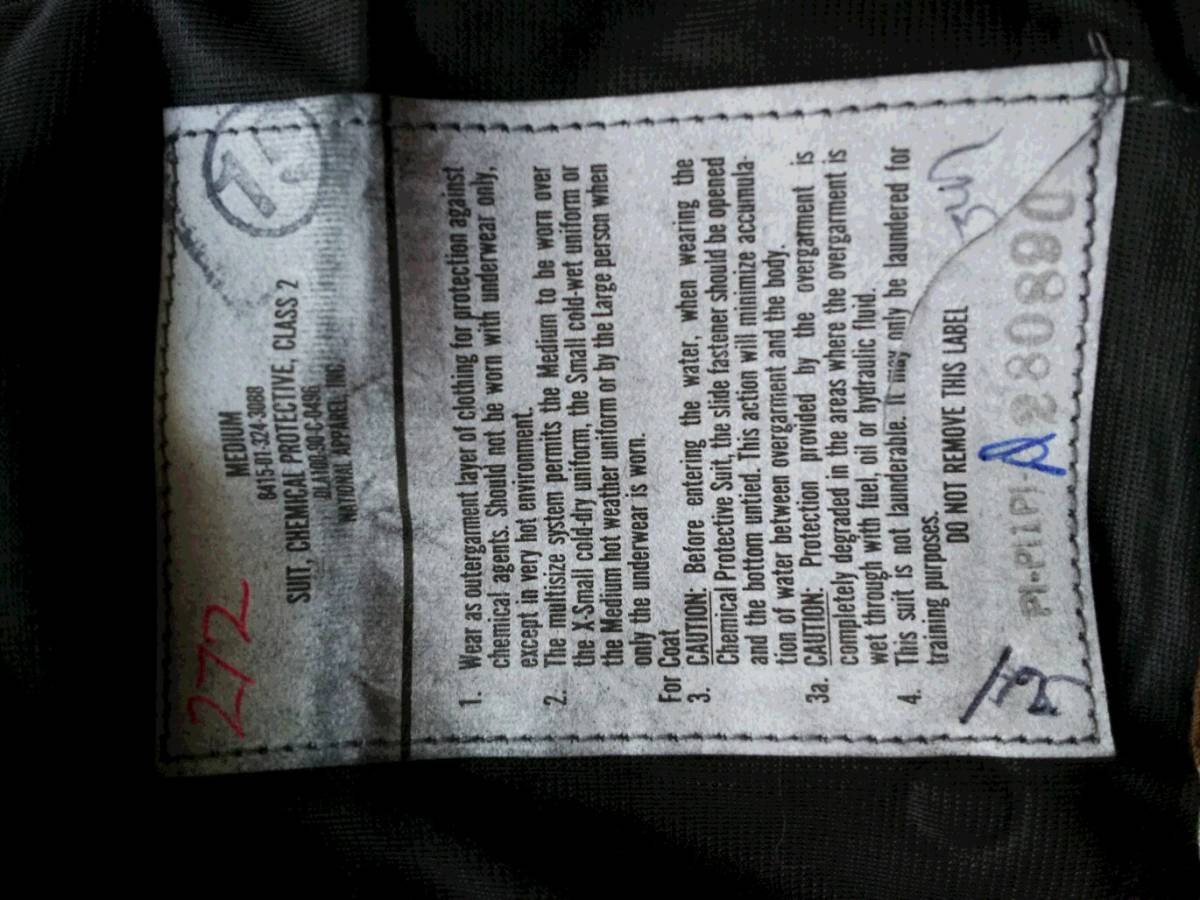 272
MEDIUM
8415-01-324-3088
SUIT, CHEMICAL PROTECTIVE, CLASS 2
APPAREL INC.
1. Wear as outergarment layer of clothing for protection against
chemical agents. Should not be worn with underwear only,
except in very hot environment.
2. The multisize system permits the Medium to be worn over
the X-Small cold-dry uniform, the Small cold-wet uniform or
the Medium hot weather uniform or by the Large person when
only the underwear is worn.
For Coat
3. CAUTION: Before entering the water, when wearing the
Chemical Protective Suit, the slide fastener should be opened
and the bottom untied. This action will minimize accumula-
tion of water between overgarment and the body.
3a. CAUTION: Protection provided by the overgarment is
completely degraded in the areas where the overgarment is
wet through with fuel, oil or hydraulic fluid.
4. This suit is not launderable. It may only be laundered for
training purposes.
DO NOT REMOVE THIS LABEL